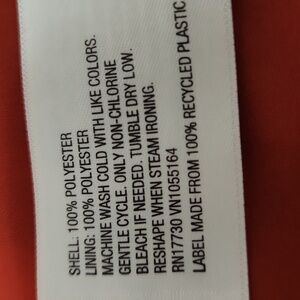 SHELL: 100% POLYESTER
LINING: 100% POLYESTER
MACHINE WASH COLD WITH LIKE COLORS.
GENTLE CYCLE. ONLY NON-CHLORINE
BLEACH IF NEEDED. TUMBLE DRY LOW.
RESHAPE WHEN STEAM IRONING.
RN17730 VN1055164
LABEL MADE FROM 100% RECYCLED PLASTIC